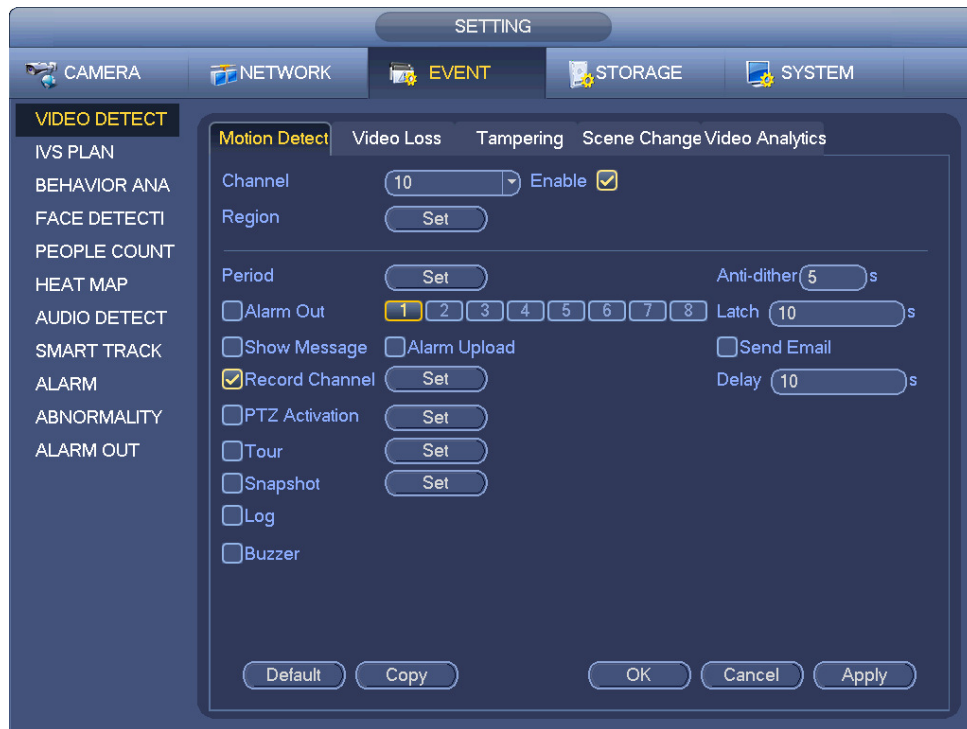 SETTING
CAMERA NETWORK EVENT STORAGE SYSTEM
VIDEO DETECT
IVS PLAN
BEHAVIOR ANA
FACE DETECTI
PEOPLE COUNT
HEAT MAP
AUDIO DETECT
SMART TRACK
ALARM
ABNORMALITY
ALARM OUT
Motion Detect Video Loss Tampering Scene Change Video Analytics
Channel 10 Enable
Region Set
Period Set Anti-dither 5 s
Alarm Out 1 2 3 4 5 6 7 8 Latch 10 s
Show Message Alarm Upload Send Email
Record Channel Set Delay 10 s
PTZ Activation Set
Tour Set
Snapshot Set
Log
Buzzer
Default Copy OK Cancel Apply